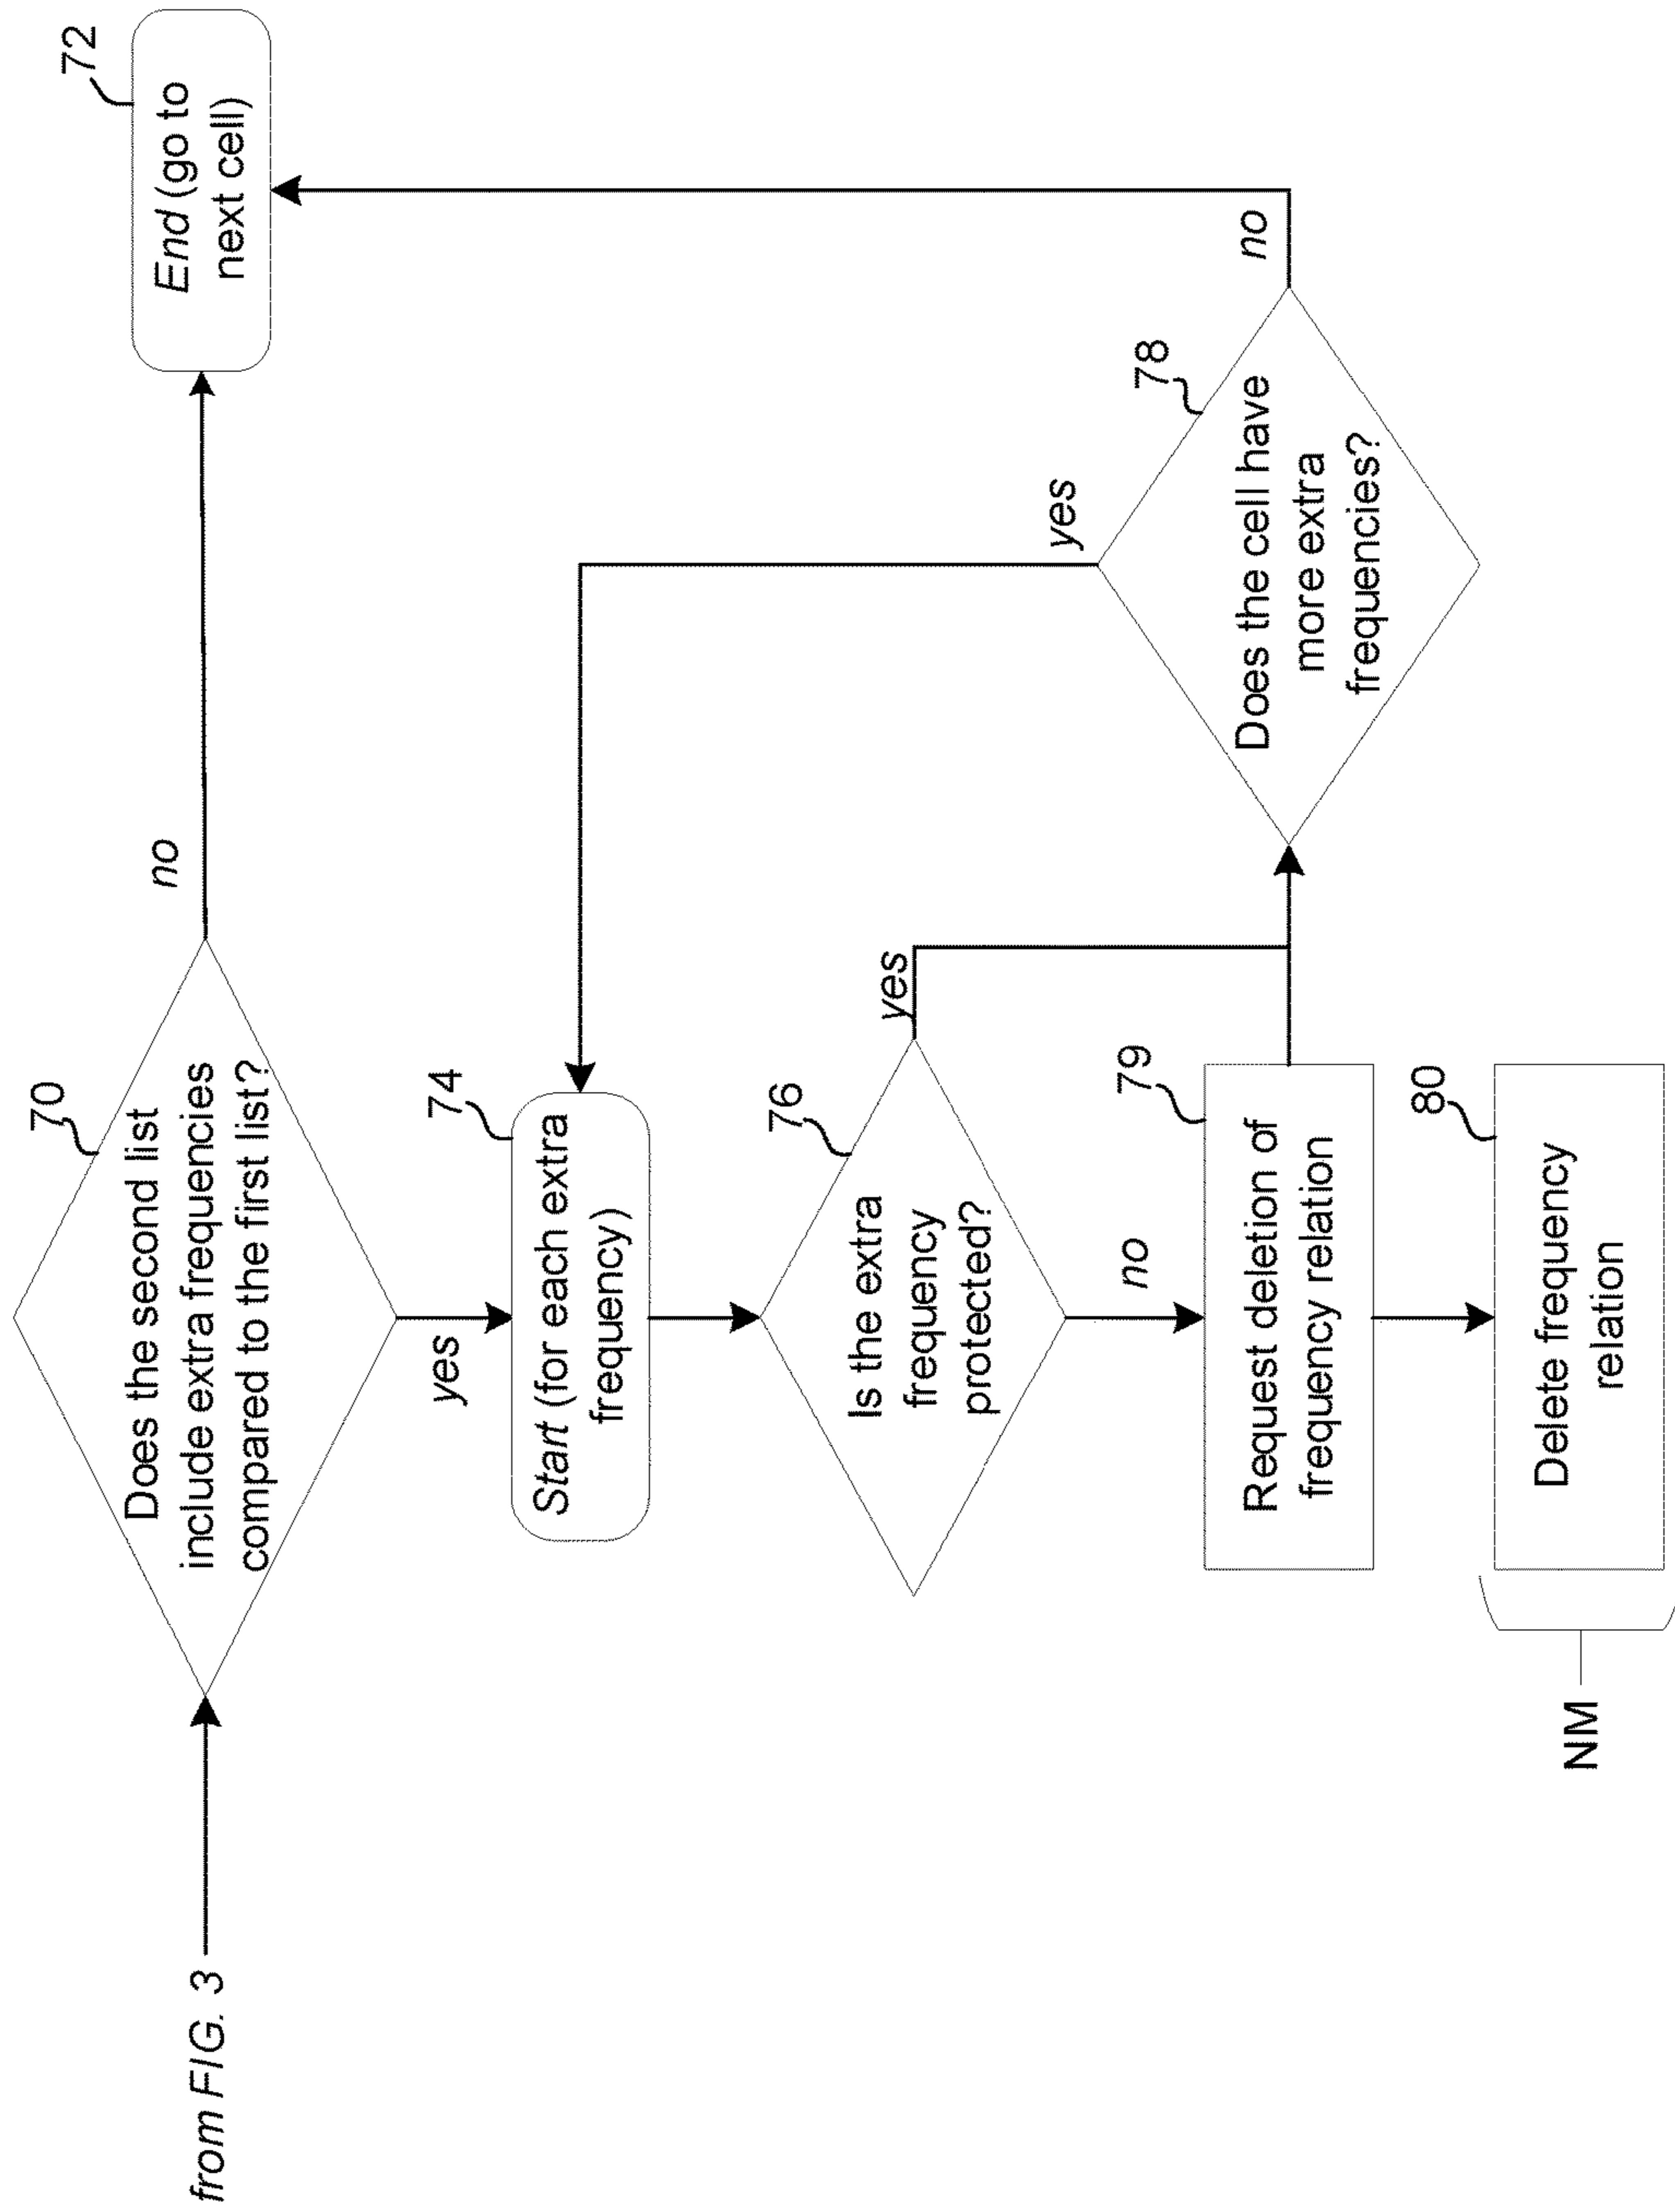 from FIG. 3
70
Does the second list
include extra frequencies
compared to the first list?
no
72
End (go to
next cell)
yes
74
Start (for each extra
frequency)
76
Is the extra
frequency
protected?
yes
no
78
Does the cell have
more extra
frequencies?
yes
no
79
Request deletion of
frequency relation
80
Delete frequency
relation
NM